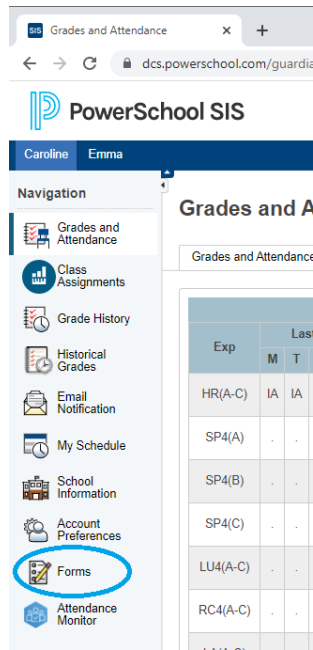 SIS Grades and Attendance
dcs.powerschool.com/guardia
PowerSchool SIS
Caroline Emma
Navigation
Grades and
Attendance
Class
Assignments
Grade History
Historical
Grades
Email
Notification
My Schedule
School
Information
Account
Preferences
Forms
Attendance
Monitor
Grades and A
Grades and Attendance
Exp
Las
M T
HR(A-C) IA IA
SP4(A) . .
SP4(B) . .
SP4(C) . .
LU4(A-C) . .
RC4(A-C) . .